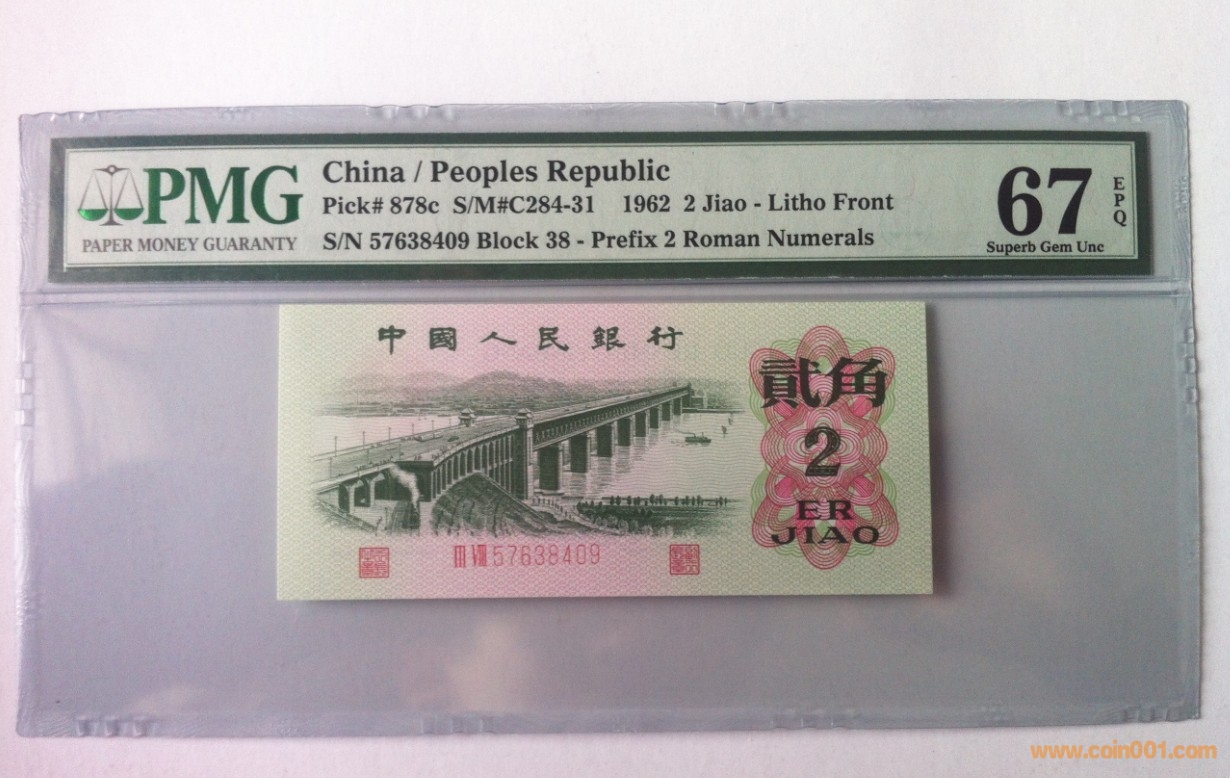 PMG
PAPER MONEY GUARANTY
China / Peoples Republic
Pick# 878c S/M#C284-31 1962 2 Jiao - Litho Front
S/N 57638409 Block 38 - Prefix 2 Roman Numerals
67
EPQ
Superb Gem Unc
中國人民銀行
貳角
2
ER
JIAO
III VIII 57638409
www.coin001.com